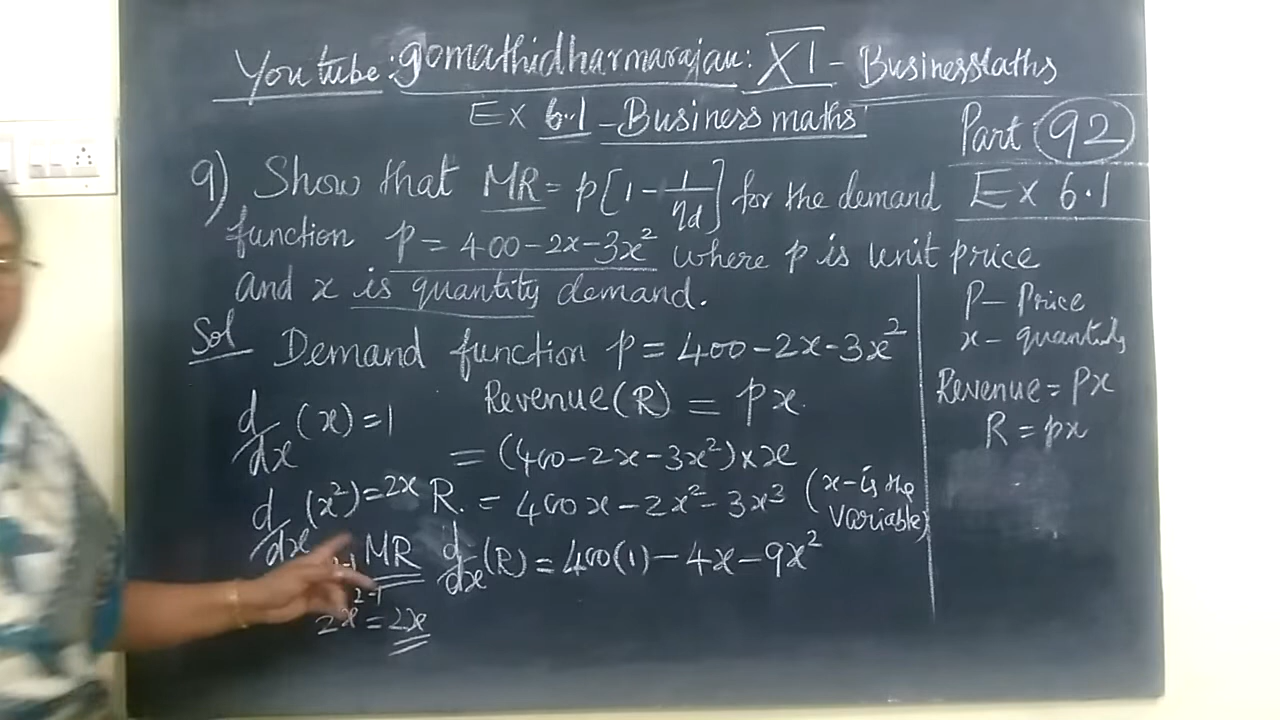 YouTube: gomathidharmarajan: XI - BusinessMaths
Ex 6.1 - Business maths
Part 92
Ex 6.1
9) Show that MR = p[1 - 1/ηd] for the demand
function p = 400 - 2x - 3x² where p is unit price
and x is quantity demand.
Sol Demand function p = 400 - 2x - 3x²
Revenue (R) = px
= (400 - 2x - 3x²) × x
R. = 400x - 2x² - 3x³ (x - is the variable)
MR d/dx (R) = 400(1) - 4x - 9x²
d/dx (x) = 1
d/dx (x²) = 2x
2x²⁻¹ = 2x
P - Price
x - quantity
Revenue = Px
R = px